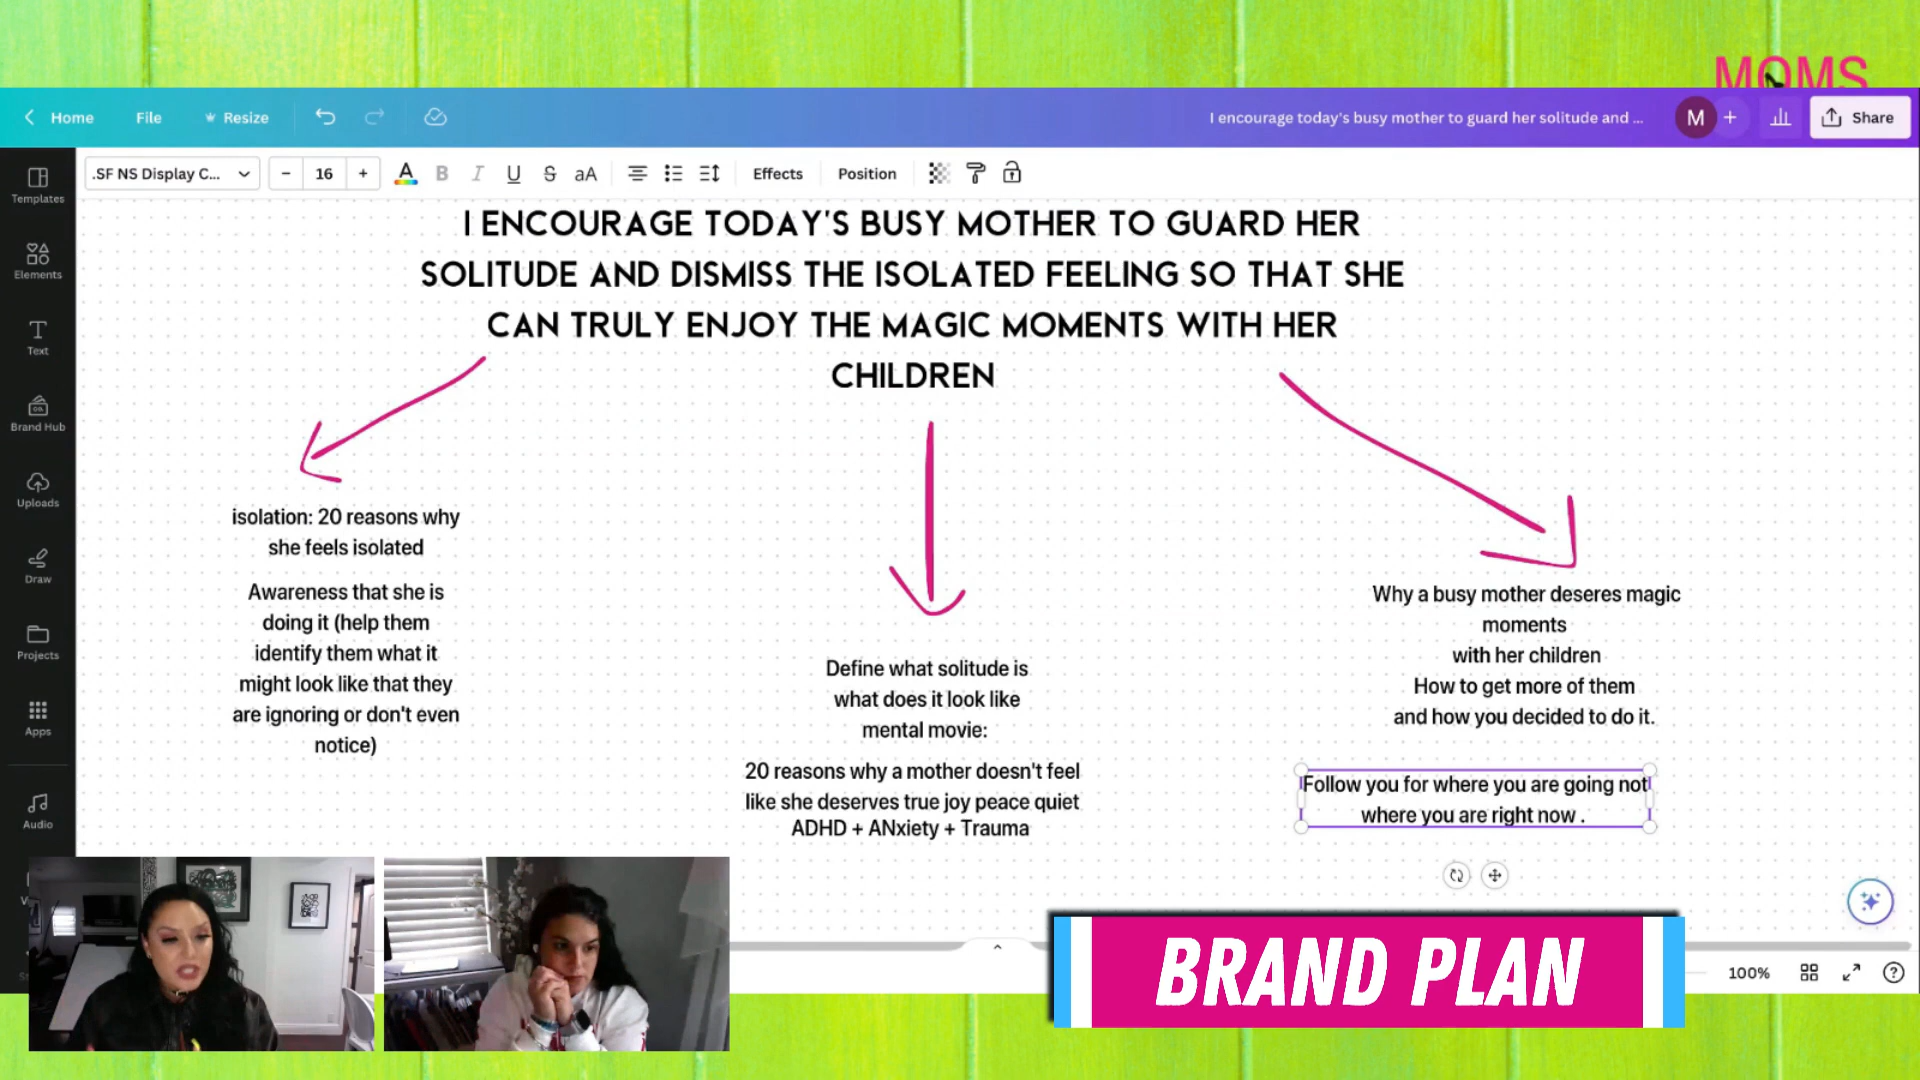 MOMS
Home
File
Resize
I encourage today's busy mother to guard her solitude and ...
M
+
Share
.SF NS Display C...
-
16
+
A
B
I
U
S
aA
Effects
Position
Templates
Elements
Text
Brand Hub
Uploads
Draw
Projects
Apps
Audio
I ENCOURAGE TODAY'S BUSY MOTHER TO GUARD HER
SOLITUDE AND DISMISS THE ISOLATED FEELING SO THAT SHE
CAN TRULY ENJOY THE MAGIC MOMENTS WITH HER
CHILDREN
isolation: 20 reasons why
she feels isolated
Awareness that she is
doing it (help them
identify them what it
might look like that they
are ignoring or don't even
notice)
Define what solitude is
what does it look like
mental movie:
20 reasons why a mother doesn't feel
like she deserves true joy peace quiet
ADHD + ANxiety + Trauma
Why a busy mother deseres magic
moments
with her children
How to get more of them
and how you decided to do it.
Follow you for where you are going not
where you are right now .
BRAND PLAN
100%
?